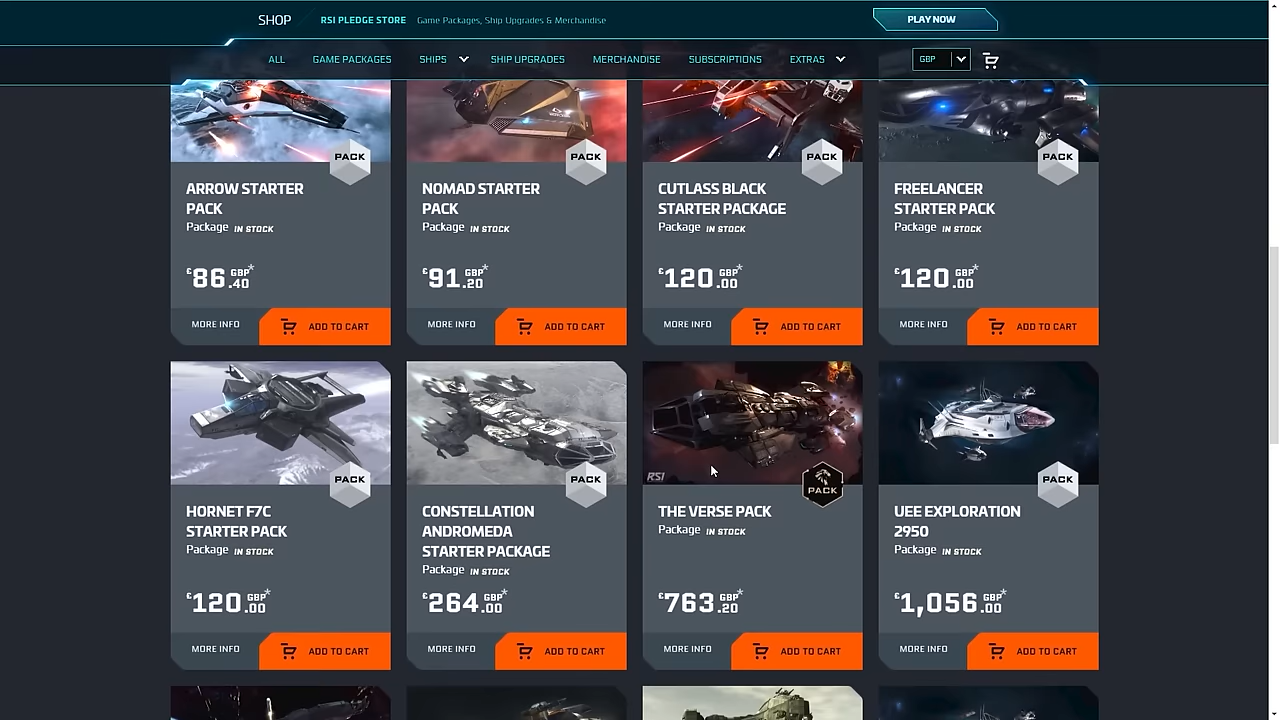 SHOP
RSI PLEDGE STORE Game Packages, Ship Upgrades & Merchandise
PLAY NOW
ALL GAME PACKAGES SHIPS SHIP UPGRADES MERCHANDISE SUBSCRIPTIONS EXTRAS GBP
PACK PACK PACK PACK
ARROW STARTER
PACK
Package IN STOCK
£86.40 GBP*
MORE INFO ADD TO CART
NOMAD STARTER
PACK
Package IN STOCK
£91.20 GBP*
MORE INFO ADD TO CART
CUTLASS BLACK
STARTER PACKAGE
Package IN STOCK
£120.00 GBP*
MORE INFO ADD TO CART
FREELANCER
STARTER PACK
Package IN STOCK
£120.00 GBP*
MORE INFO ADD TO CART
PACK PACK RSI PACK PACK
HORNET F7C
STARTER PACK
Package IN STOCK
£120.00 GBP*
MORE INFO ADD TO CART
CONSTELLATION
ANDROMEDA
STARTER PACKAGE
Package IN STOCK
£264.00 GBP*
MORE INFO ADD TO CART
THE VERSE PACK
Package IN STOCK
£763.20 GBP*
MORE INFO ADD TO CART
UEE EXPLORATION
2950
Package IN STOCK
£1,056.00 GBP*
MORE INFO ADD TO CART